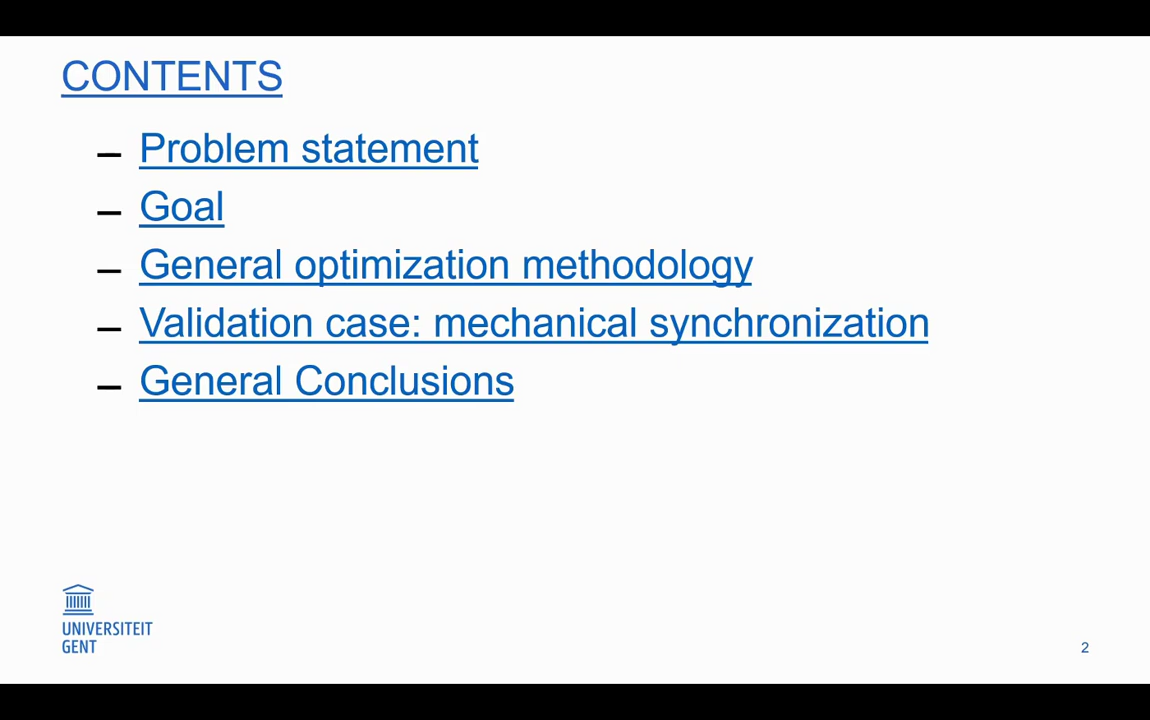 CONTENTS
– Problem statement
– Goal
– General optimization methodology
– Validation case: mechanical synchronization
– General Conclusions
UNIVERSITEIT
GENT
2